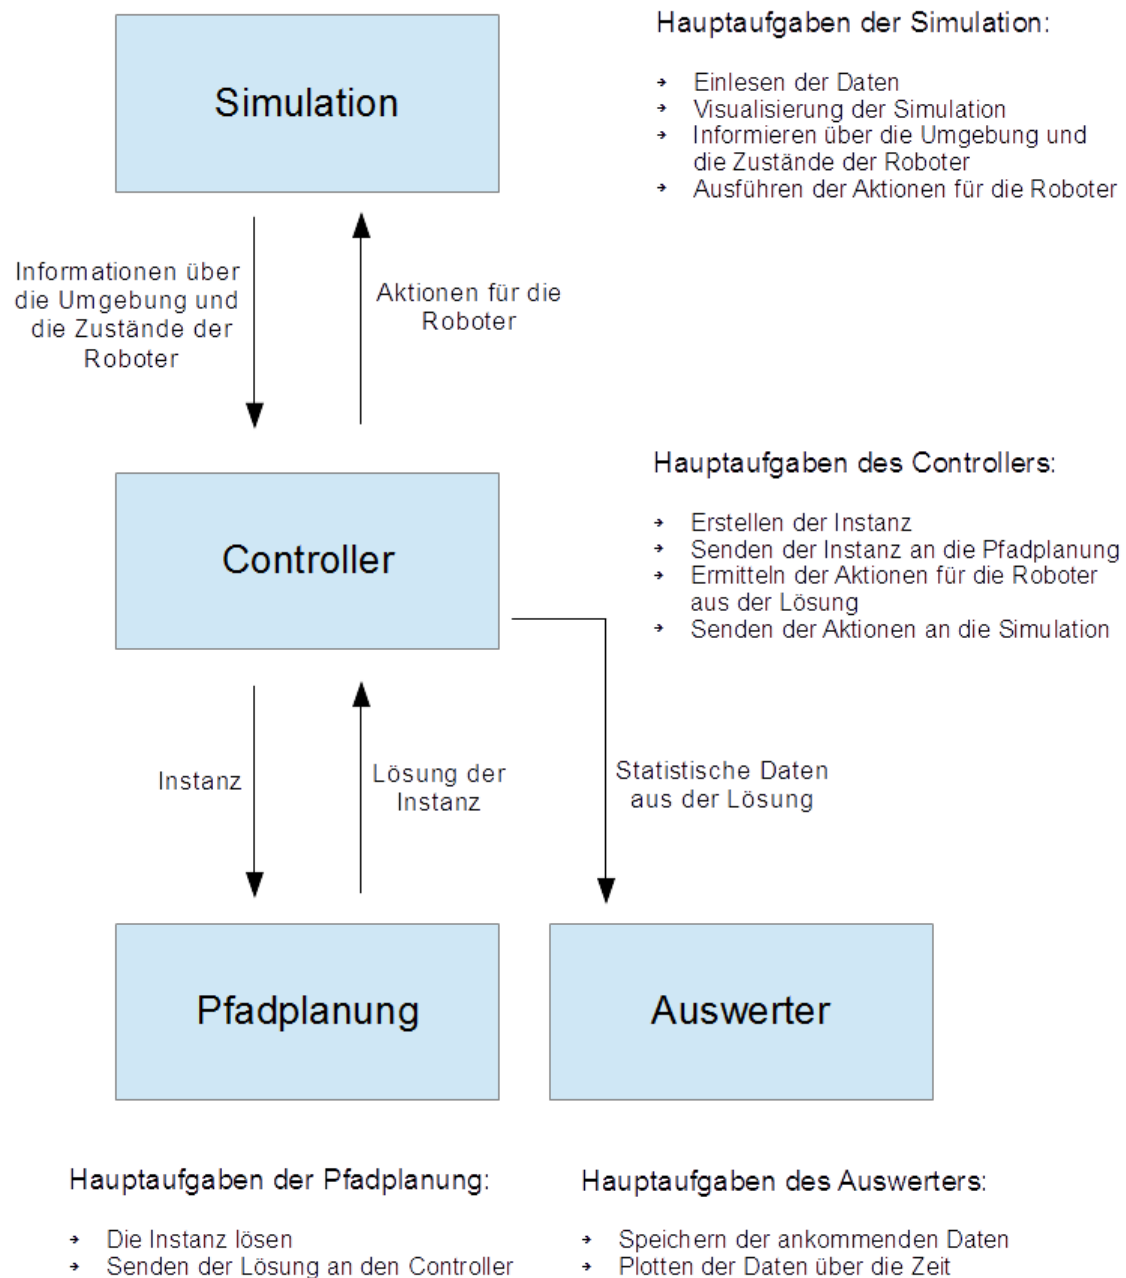 Simulation
Hauptaufgaben der Simulation:
Einlesen der Daten
Visualisierung der Simulation
Informieren über die Umgebung und
die Zustände der Roboter
Ausführen der Aktionen für die Roboter
Informationen über
die Umgebung und
die Zustände der
Roboter
Aktionen für die
Roboter
Controller
Hauptaufgaben des Controllers:
Erstellen der Instanz
Senden der Instanz an die Pfadplanung
Ermitteln der Aktionen für die Roboter
aus der Lösung
Senden der Aktionen an die Simulation
Instanz
Lösung der
Instanz
Statistische Daten
aus der Lösung
Pfadplanung
Auswerter
Hauptaufgaben der Pfadplanung:
Die Instanz lösen
Senden der Lösung an den Controller
Hauptaufgaben des Auswerters:
Speichern der ankommenden Daten
Plotten der Daten über die Zeit